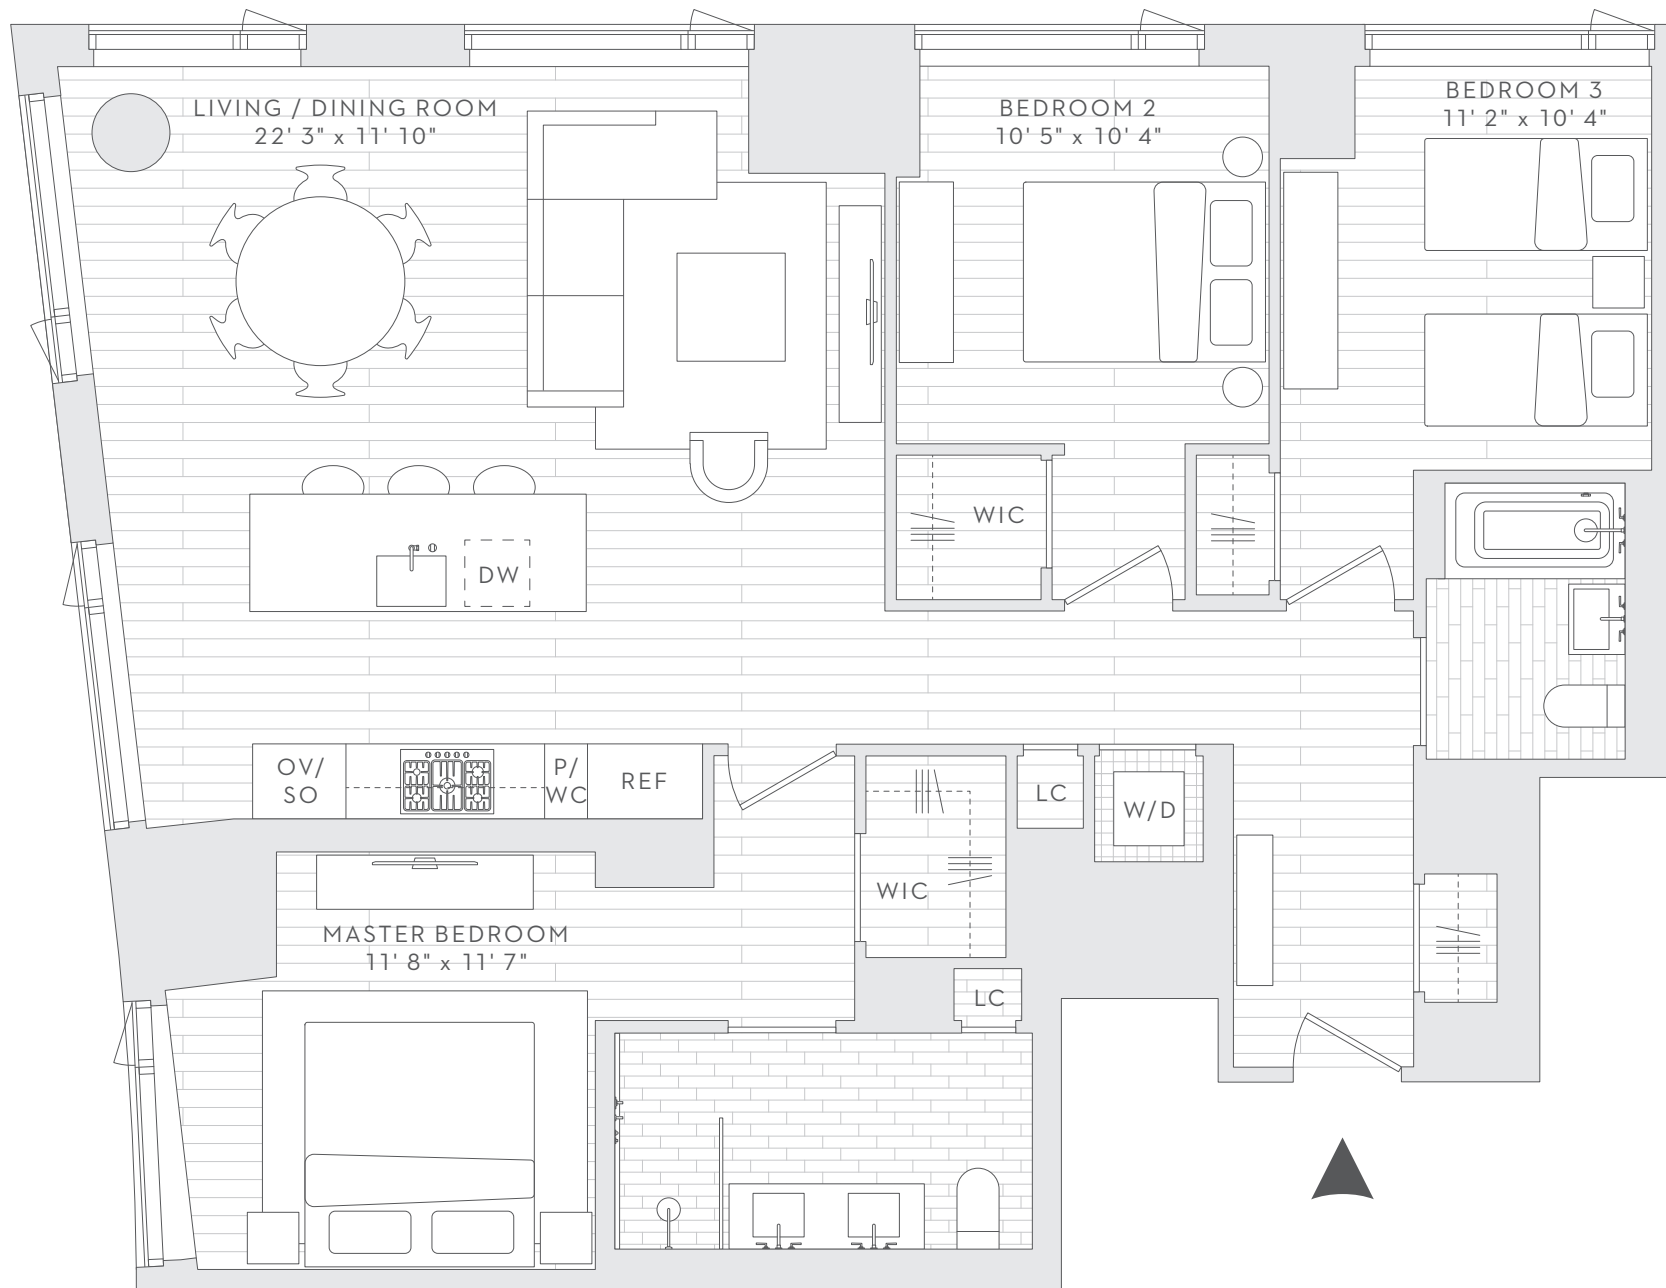 LIVING / DINING ROOM
22' 3" x 11' 10"
BEDROOM 2
10' 5" x 10' 4"
BEDROOM 3
11' 2" x 10' 4"
WIC
DW
OV/
SO
P/
WC
REF
LC
W/D
WIC
MASTER BEDROOM
11' 8" x 11' 7"
LC